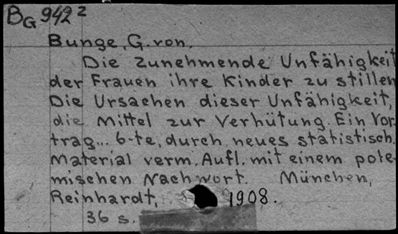 BG 942²
Bunge, G. von.
Die zunehmende Unfähigkeit
der Frauen ihre Kinder zu stillen
Die Ursachen dieser Unfähigkeit,
die Mittel zur Verhütung. Ein Vor
trag... 6-te, durch neues statistisch.
Material verm. Aufl. mit einem pole-
mischen Nachwort. München,
Reinhardt, 1908.
36 s.